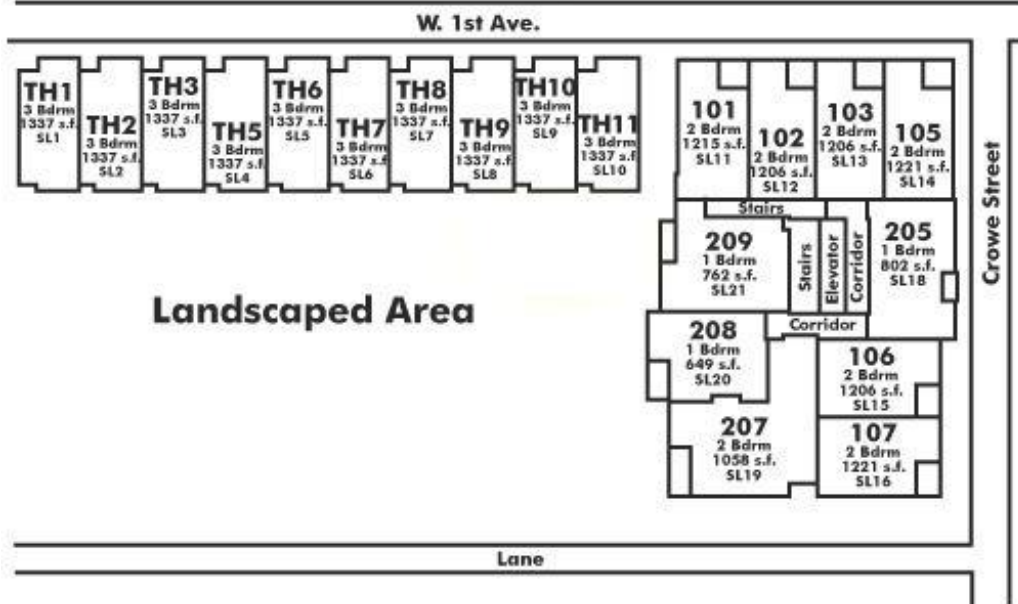 W. 1st Ave.
TH1
3 Bdrm
1337 s.f.
SL1
TH2
3 Bdrm
1337 s.f.
SL2
TH3
3 Bdrm
1337 s.f.
SL3
TH5
3 Bdrm
1337 s.f.
SL4
TH6
3 Bdrm
1337 s.f.
SL5
TH7
3 Bdrm
1337 s.f.
SL6
TH8
3 Bdrm
1337 s.f.
SL7
TH9
3 Bdrm
1337 s.f.
SL8
TH10
3 Bdrm
1337 s.f.
SL9
TH11
3 Bdrm
1337 s.f.
SL10
101
2 Bdrm
1215 s.f.
SL11
102
2 Bdrm
1206 s.f.
SL12
103
2 Bdrm
1206 s.f.
SL13
105
2 Bdrm
1221 s.f.
SL14
Crowe Street
Stairs
209
1 Bdrm
762 s.f.
SL21
Stairs
Elevator
Corridor
205
1 Bdrm
802 s.f.
SL18
Landscaped Area
208
1 Bdrm
649 s.f.
SL20
Corridor
106
2 Bdrm
1206 s.f.
SL15
207
2 Bdrm
1058 s.f.
SL19
107
2 Bdrm
1221 s.f.
SL16
Lane